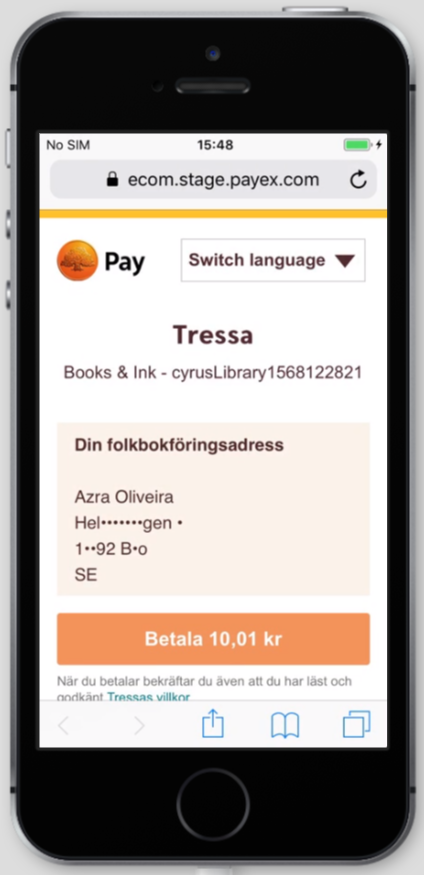 No SIM 15:48
ecom.stage.payex.com
Pay Switch language
Tressa
Books & Ink - cyrusLibrary1568122821
Din folkbokföringsadress
Azra Oliveira
Hel•••••••gen •
1••92 B•o
SE
Betala 10,01 kr
När du betalar bekräftar du även att du har läst och
godkänt Tressas villkor